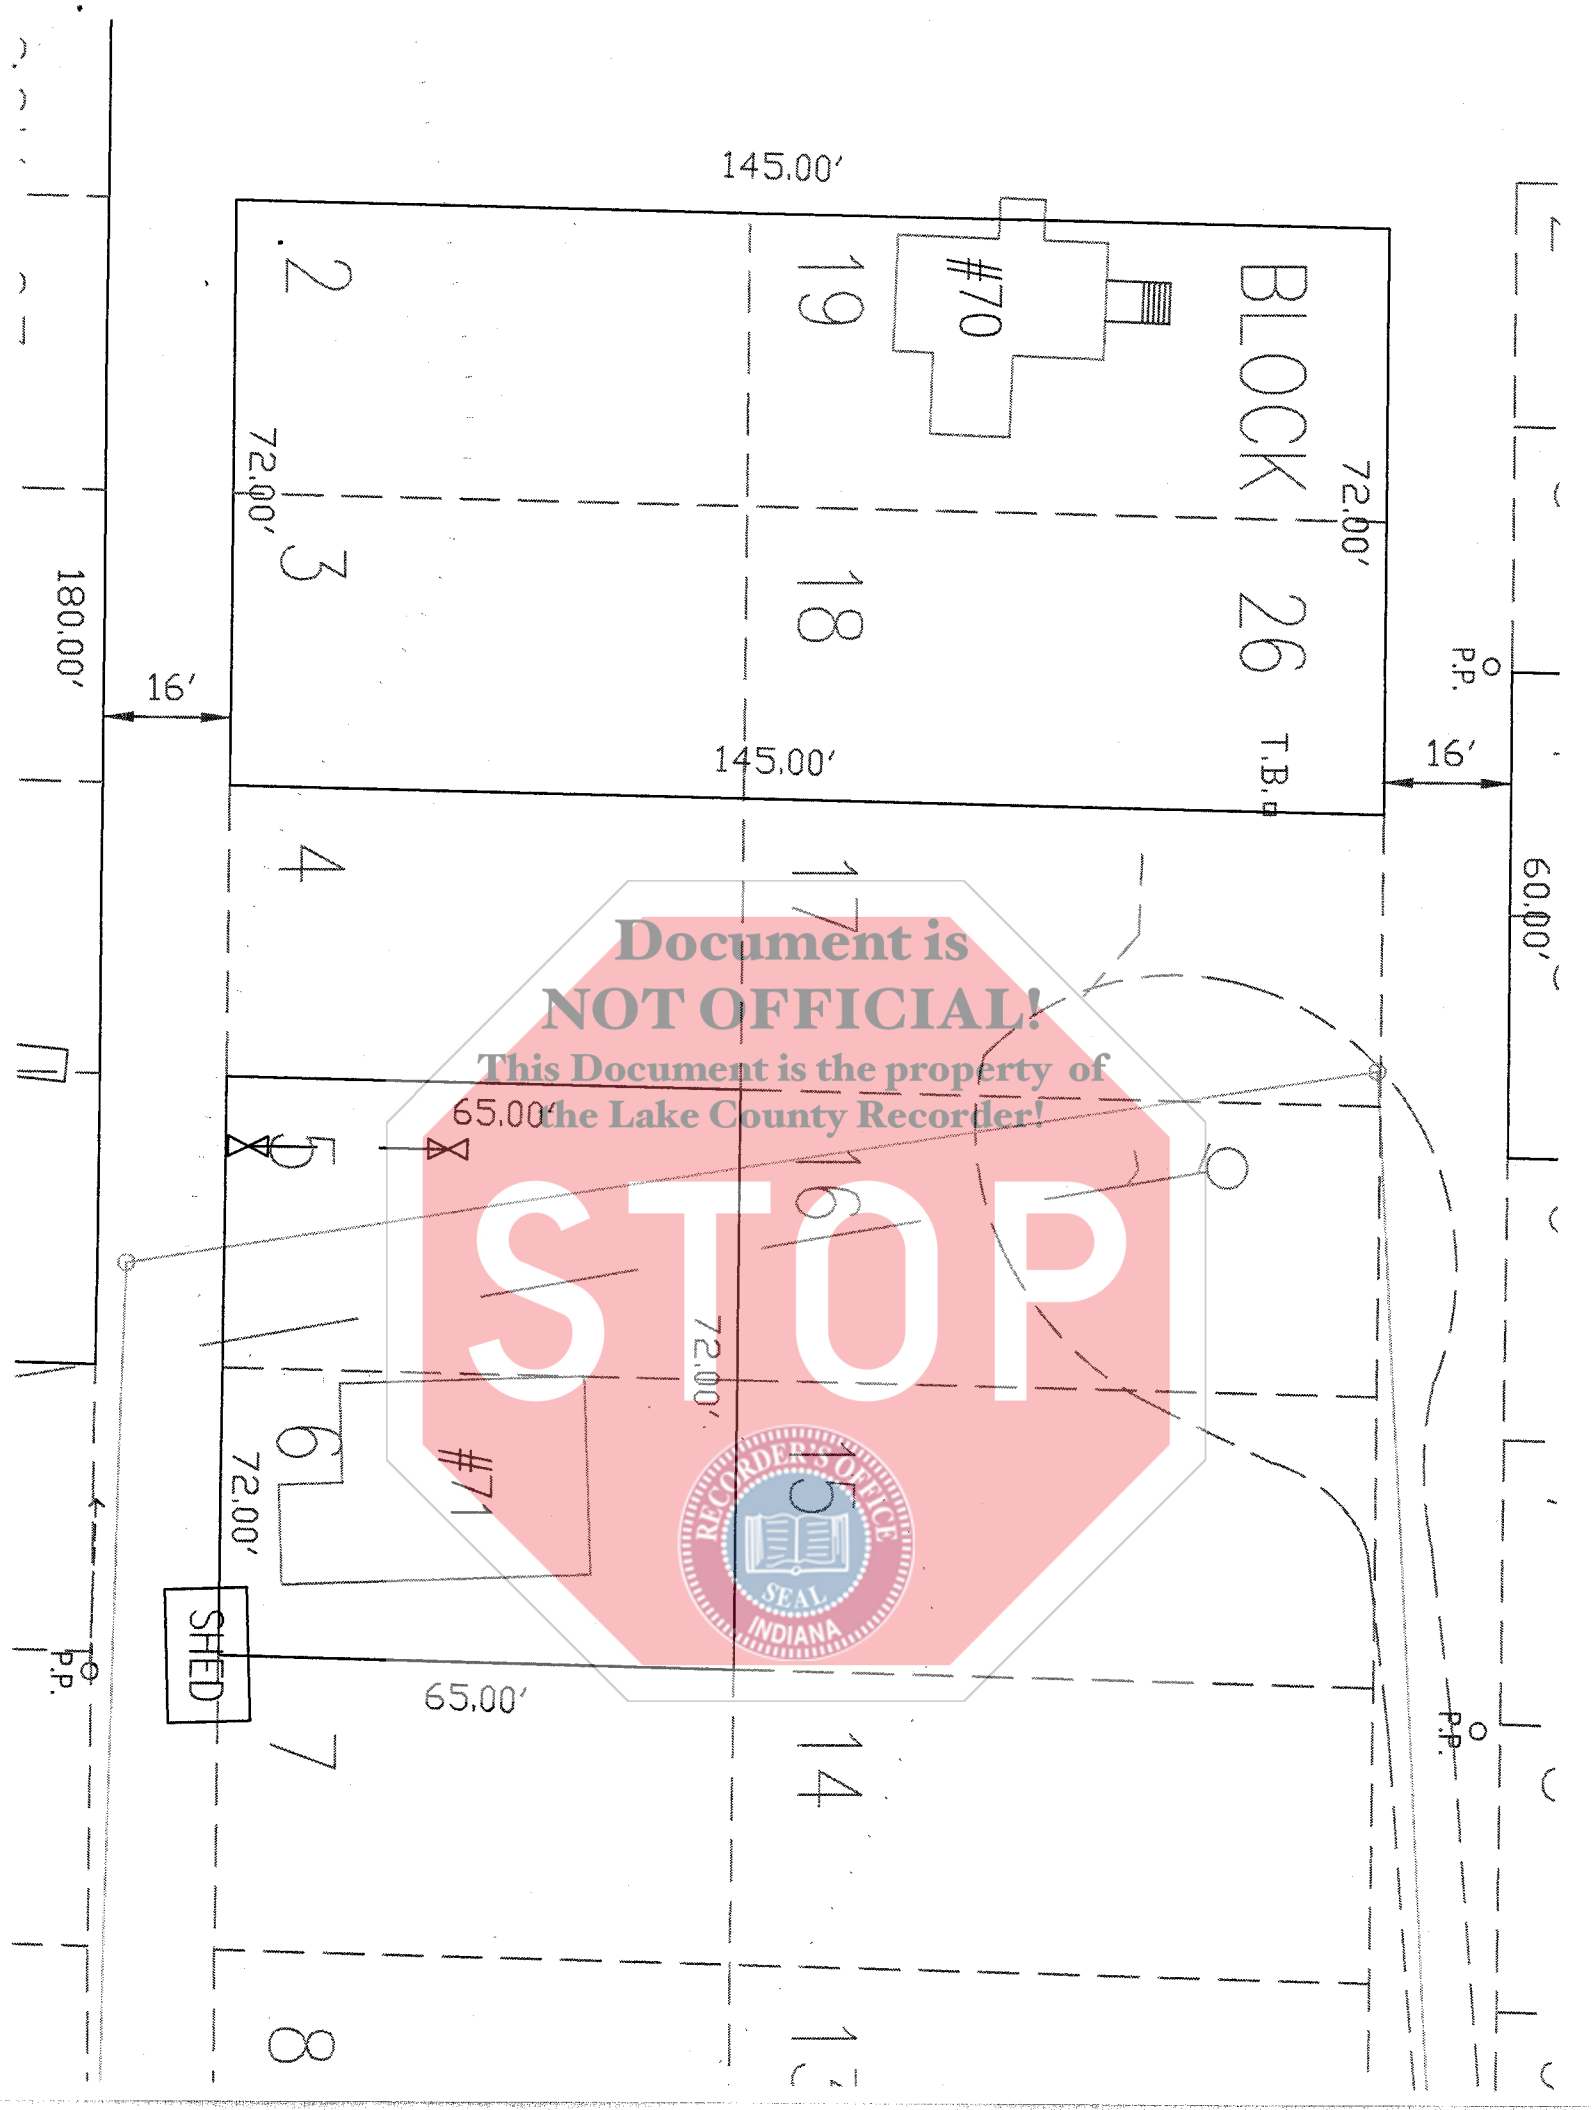 145.00'
BLOCK 26
#70
19
2
72.00'
72.00'
3
18
180.00'
16'
P.P.
16'
T.B.
145.00'
60.00'
4
17
Document is
NOT OFFICIAL!
This Document is the property of
the Lake County Recorder!
65.00'
5
16
STOP
72.00'
6
#71
15
72.00'
RECORDER'S OFFICE
SEAL
INDIANA
SHED
P.P.
65.00'
P.P.
7
14
8